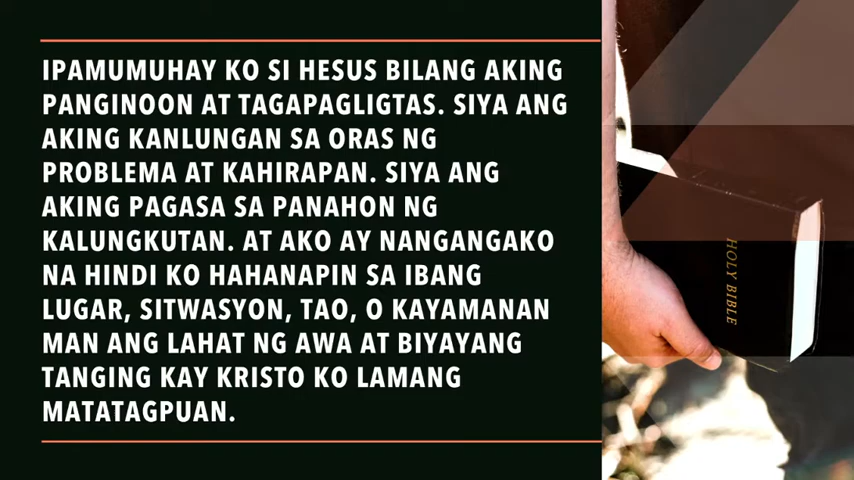 IPAMUMUHAY KO SI HESUS BILANG AKING
PANGINOON AT TAGAPAGLIGTAS. SIYA ANG
AKING KANLUNGAN SA ORAS NG
PROBLEMA AT KAHIRAPAN. SIYA ANG
AKING PAGASA SA PANAHON NG
KALUNGKUTAN. AT AKO AY NANGANGAKO
NA HINDI KO HAHANAPIN SA IBANG
LUGAR, SITWASYON, TAO, O KAYAMANAN
MAN ANG LAHAT NG AWA AT BIYAYANG
TANGING KAY KRISTO KO LAMANG
MATATAGPUAN.
HOLY BIBLE